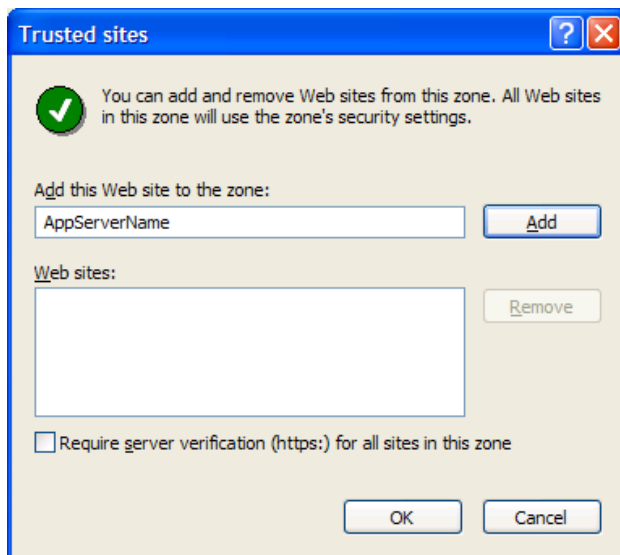 Trusted sites
?
You can add and remove Web sites from this zone. All Web sites
in this zone will use the zone's security settings.
Add this Web site to the zone:
AppServerName
Add
Web sites:
Remove
Require server verification (https:) for all sites in this zone
OK
Cancel